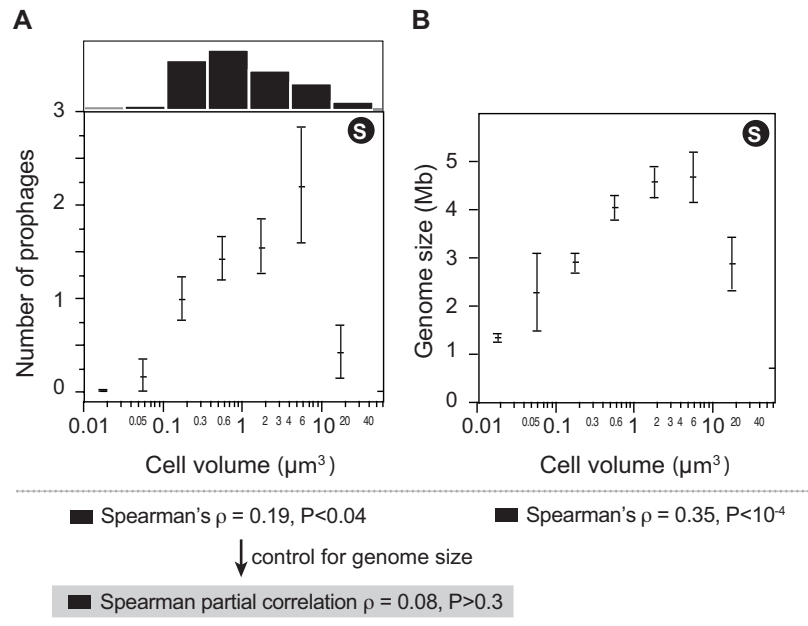 A
B
3
2
1
0
Number of prophages
S
0.01 0.05 0.1 0.3 0.6 1 2 3 4 6 10 20 40
Cell volume (μm³)
5
4
3
2
1
0
Genome size (Mb)
S
0.01 0.05 0.1 0.3 0.6 1 2 3 4 6 10 20 40
Cell volume (μm³)
Spearman's ρ = 0.19, P<0.04
Spearman's ρ = 0.35, P<10⁻⁴
control for genome size
Spearman partial correlation ρ = 0.08, P>0.3